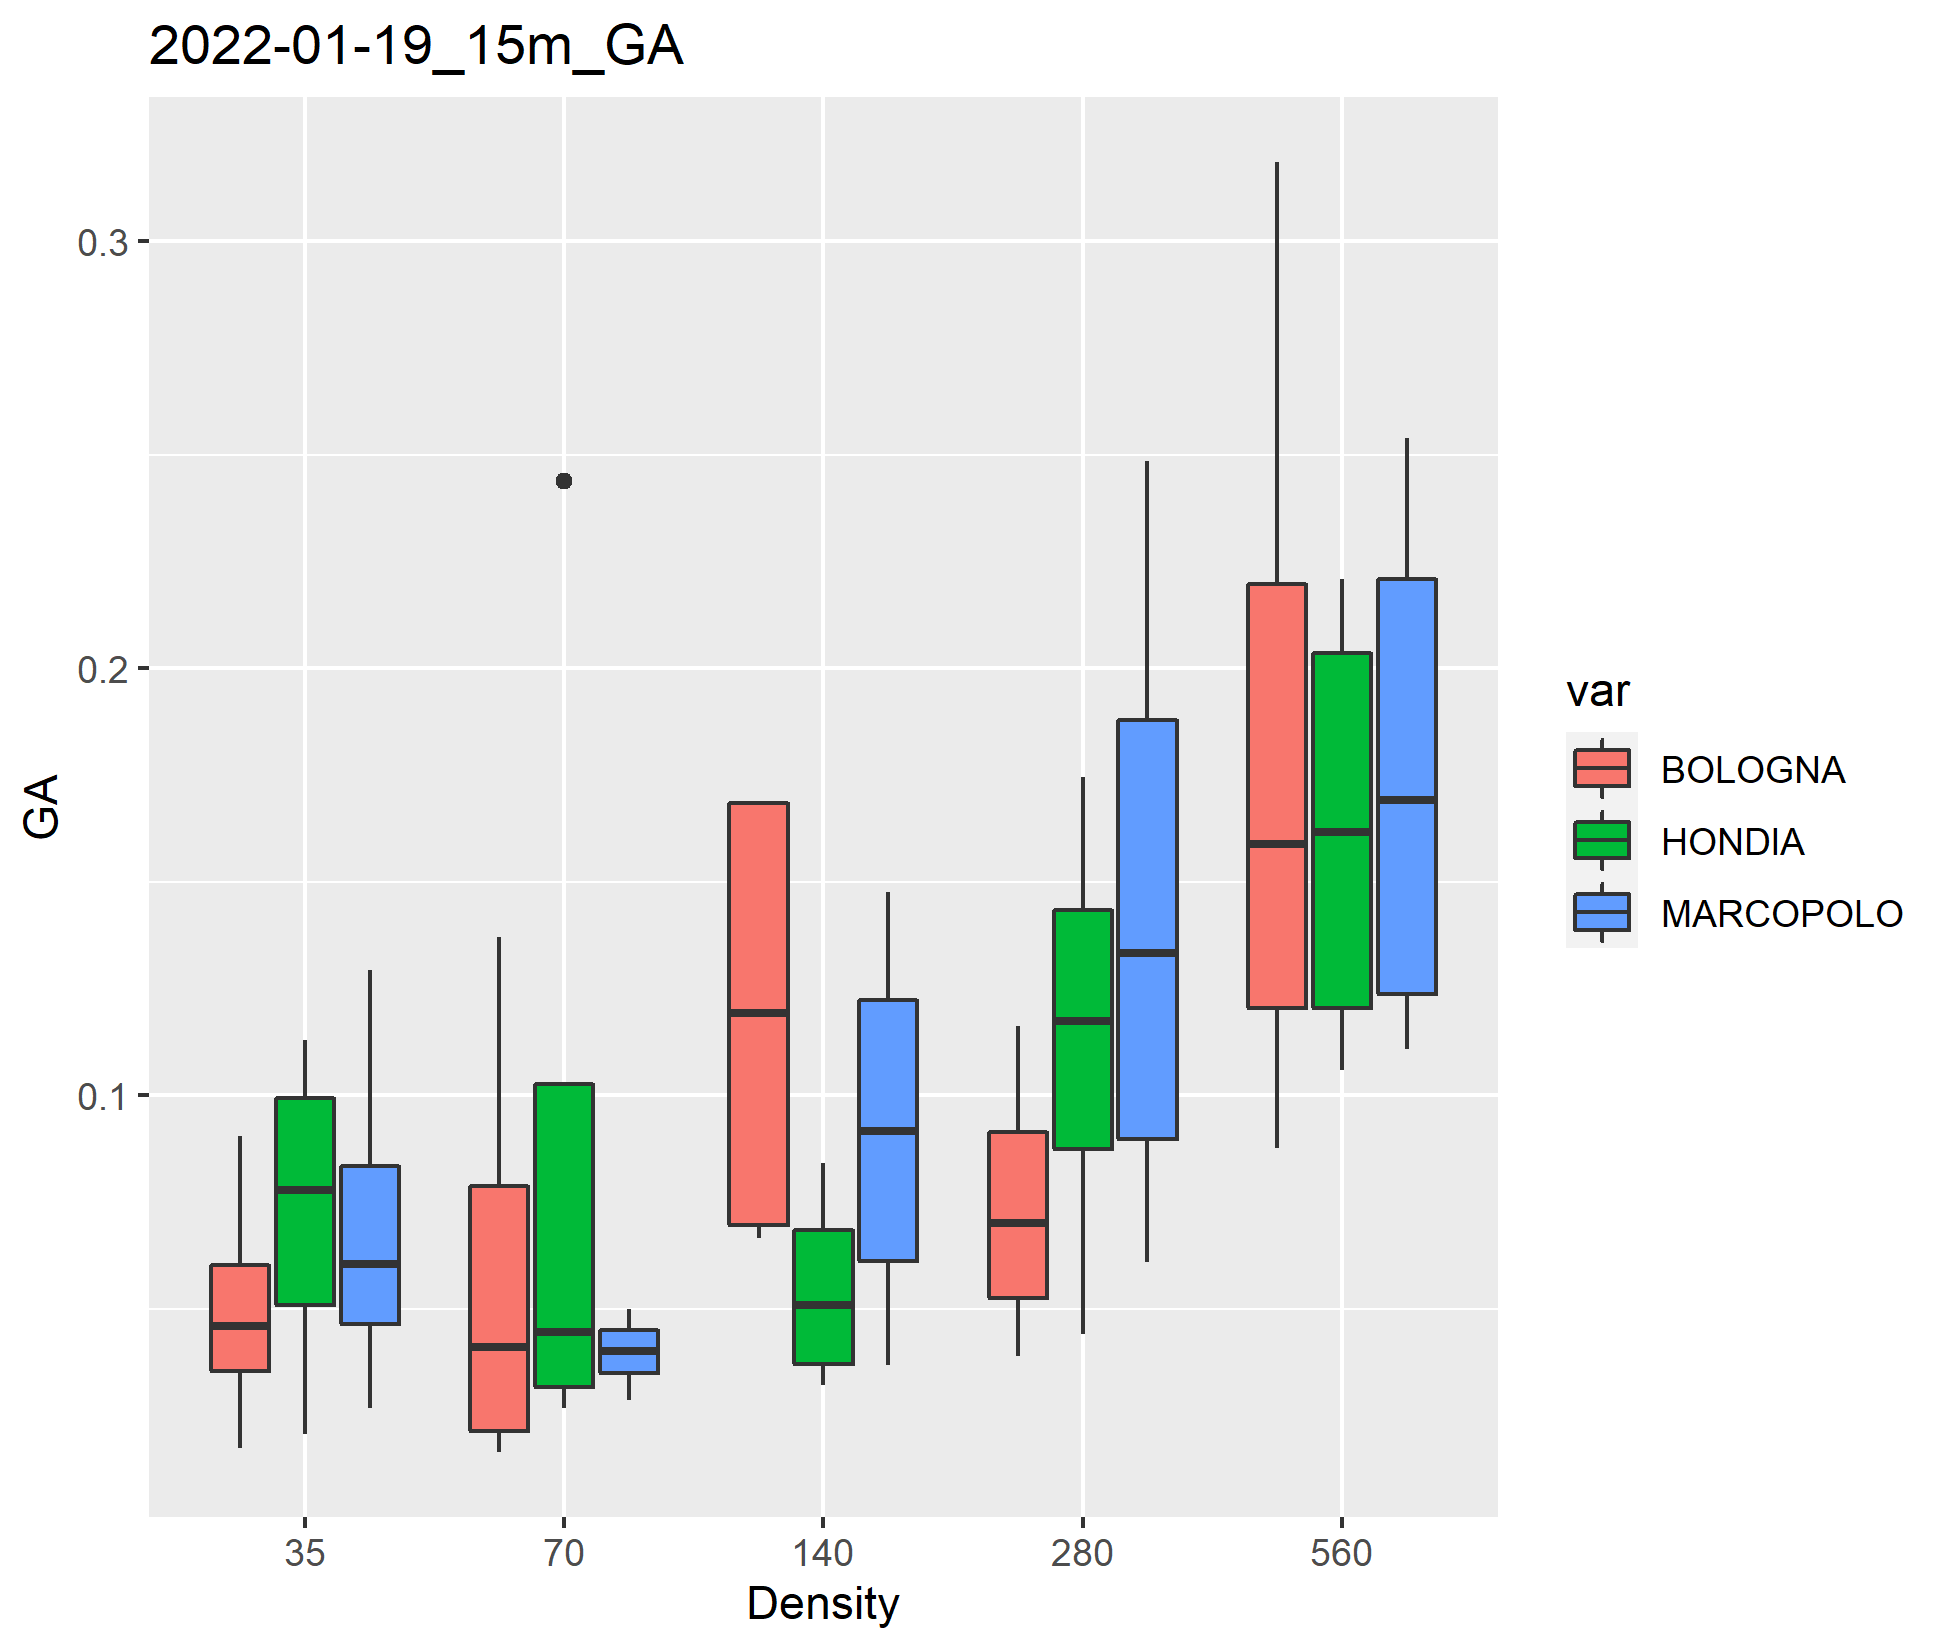 2022-01-19_15m_GA
0.3
0.2
0.1
GA
35 70 140 280 560
Density
var
BOLOGNA
HONDIA
MARCOPOLO